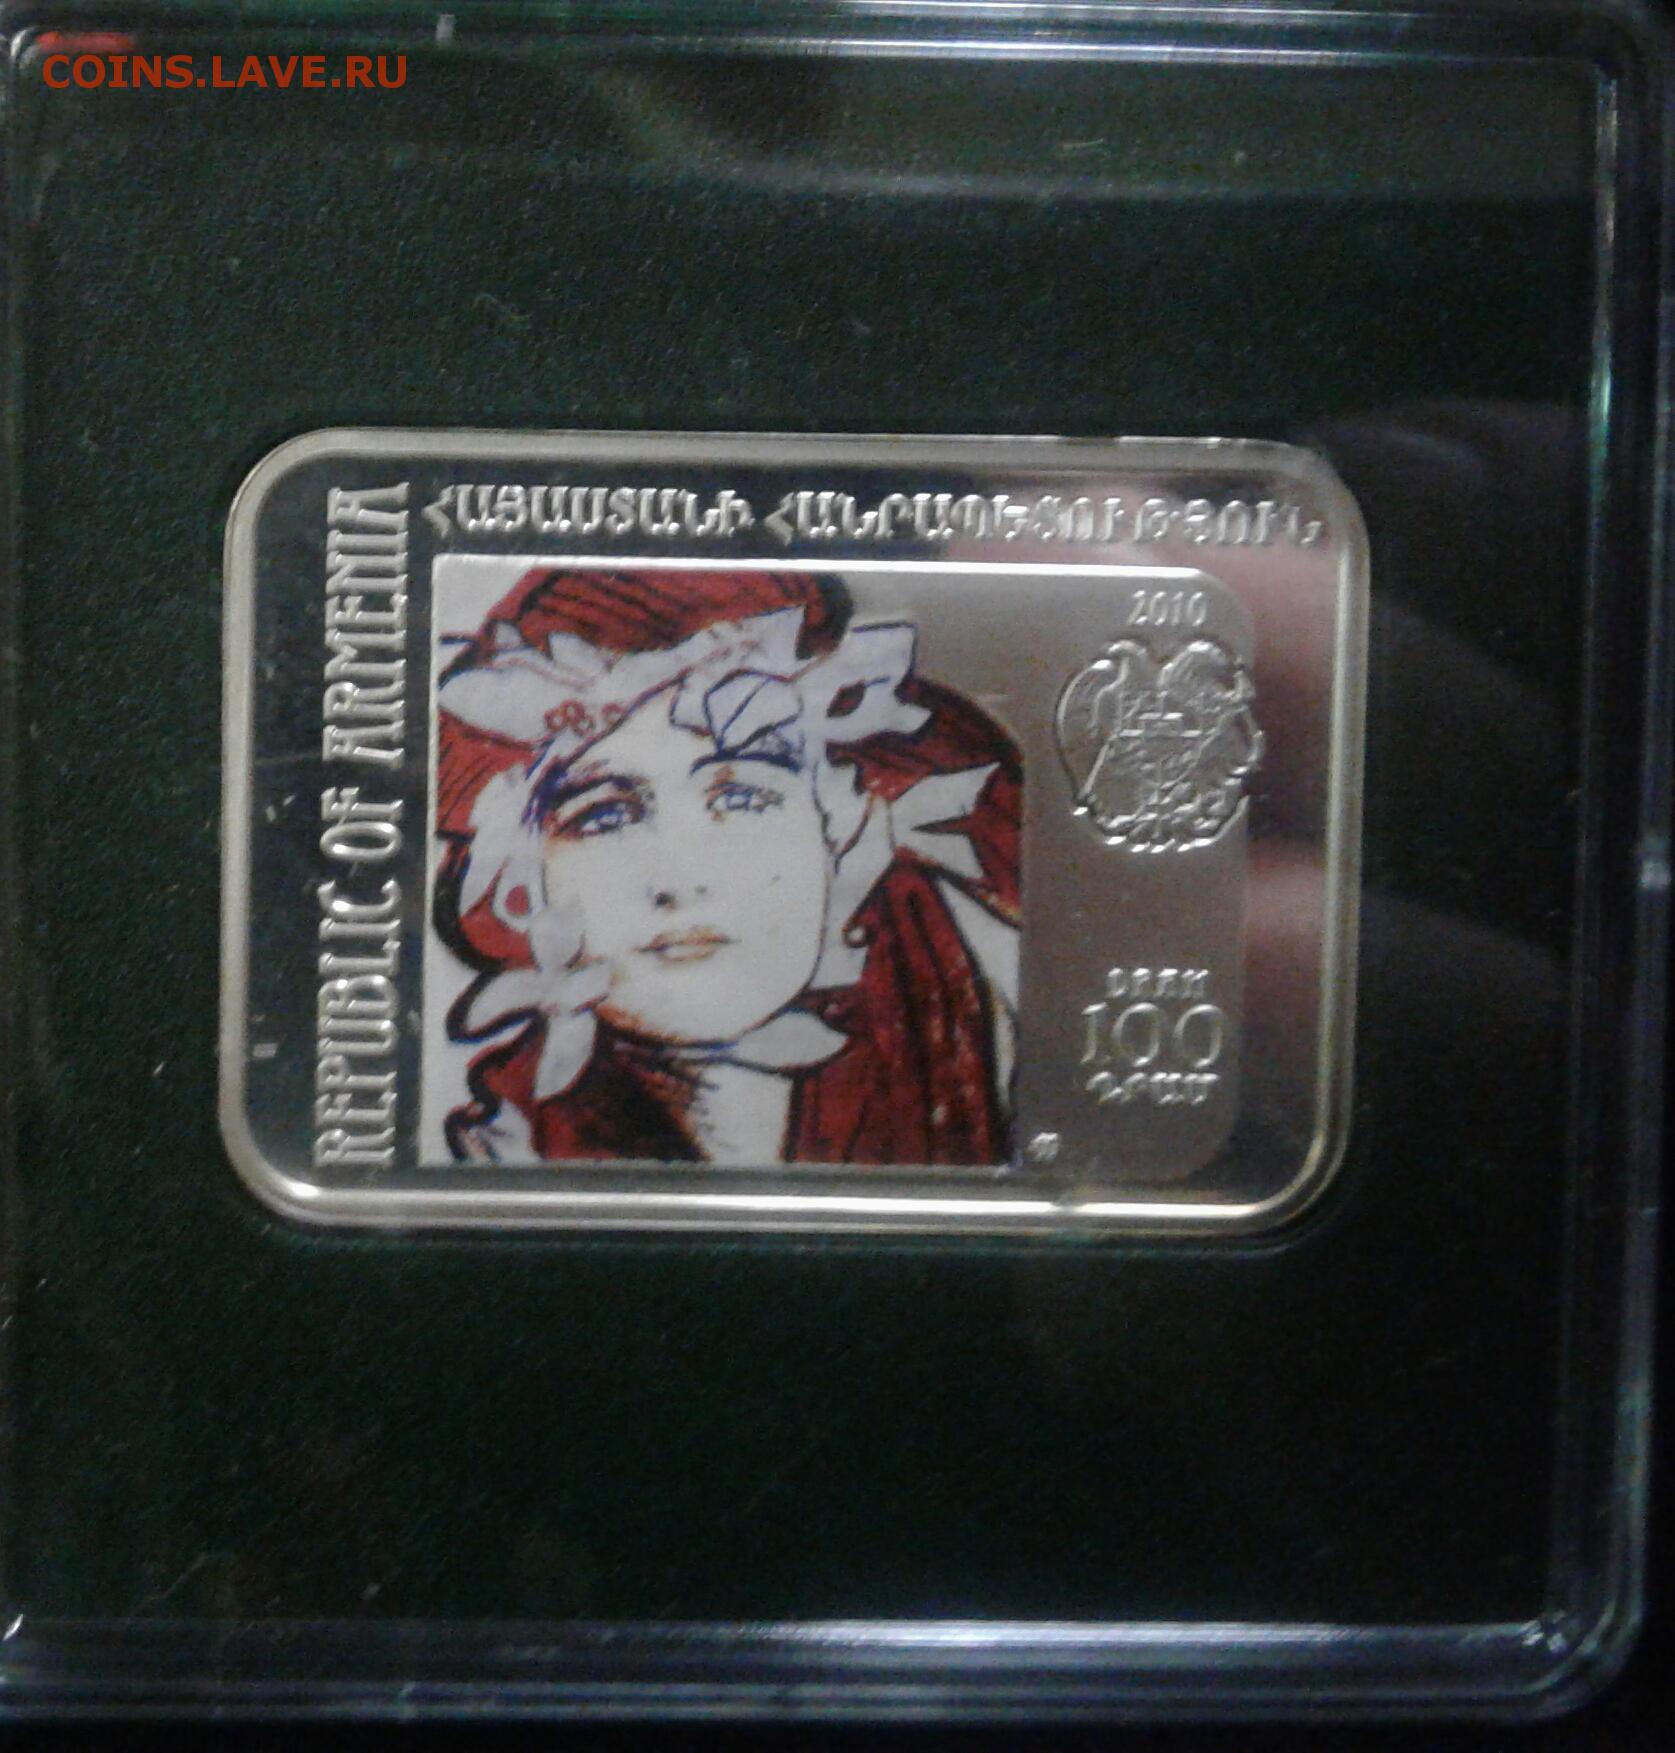 COINS.LAVE.RU
ՀԱՅԱՍՏԱՆԻ ՀԱՆՐԱՊԵՏՈՒԹՅՈՒՆ
REPUBLIC OF ARMENIA
2010
DRAM
100
ԴՐԱՄ